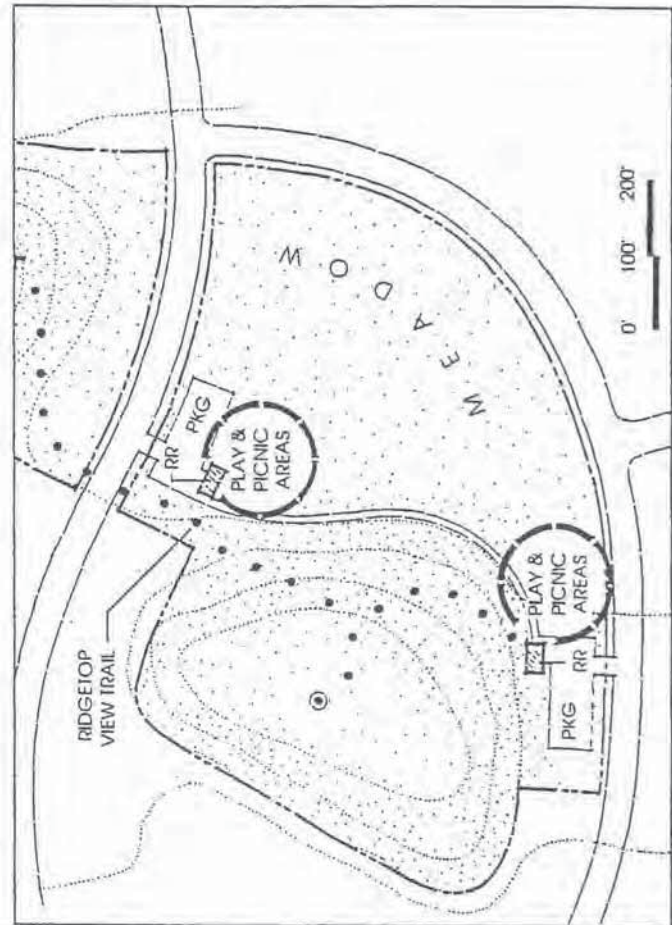 RIDGETOP
VIEW TRAIL
RR
PKG
PLAY &
PICNIC
AREAS
MEADOW
PLAY &
PICNIC
AREAS
RR
PKG
0' 100' 200'